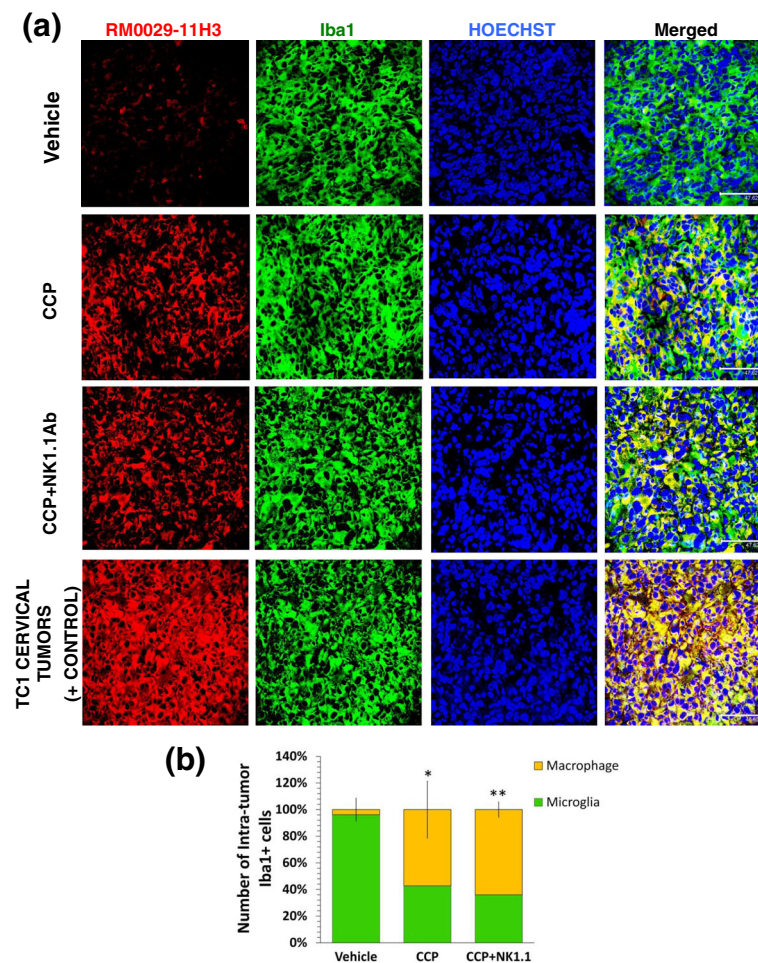 (a)
RM0029-11H3 Iba1 HOECHST Merged
Vehicle
CCP
CCP+NK1.1Ab
TC1 CERVICAL
TUMORS
(+ CONTROL)
(b)
140%
120%
100%
80%
60%
40%
20%
0%
Number of Intra-tumor
Iba1+ cells
*
**
Macrophage
Microglia
Vehicle CCP CCP+NK1.1